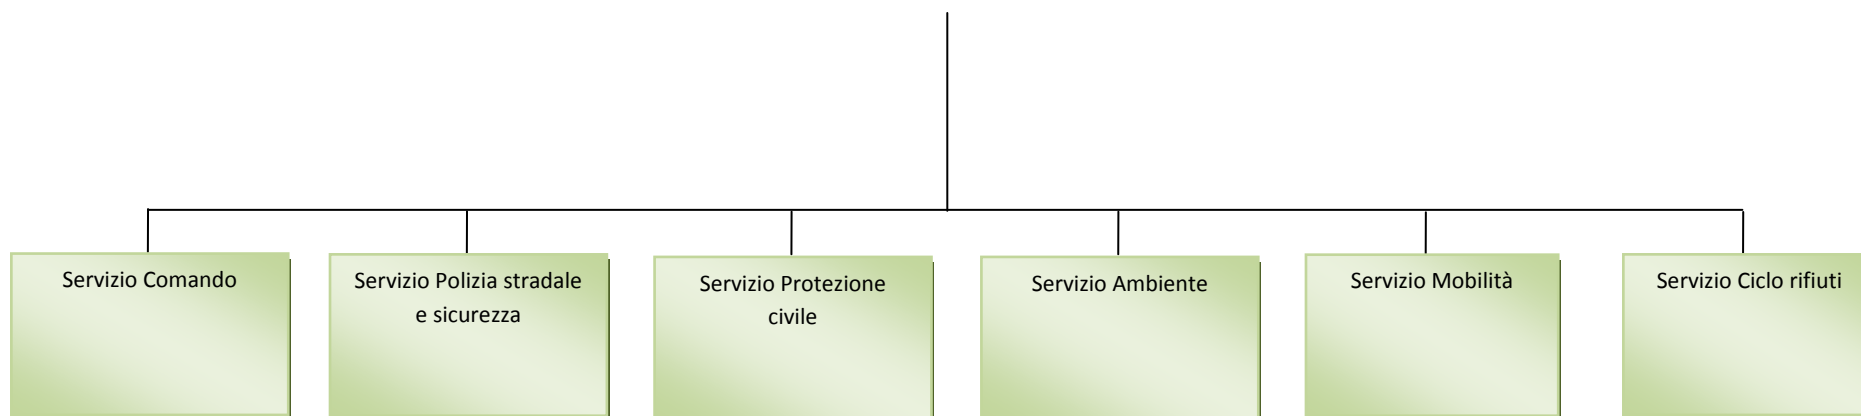 Servizio Comando
Servizio Polizia stradale
e sicurezza
Servizio Protezione
civile
Servizio Ambiente
Servizio Mobilità
Servizio Ciclo rifiuti